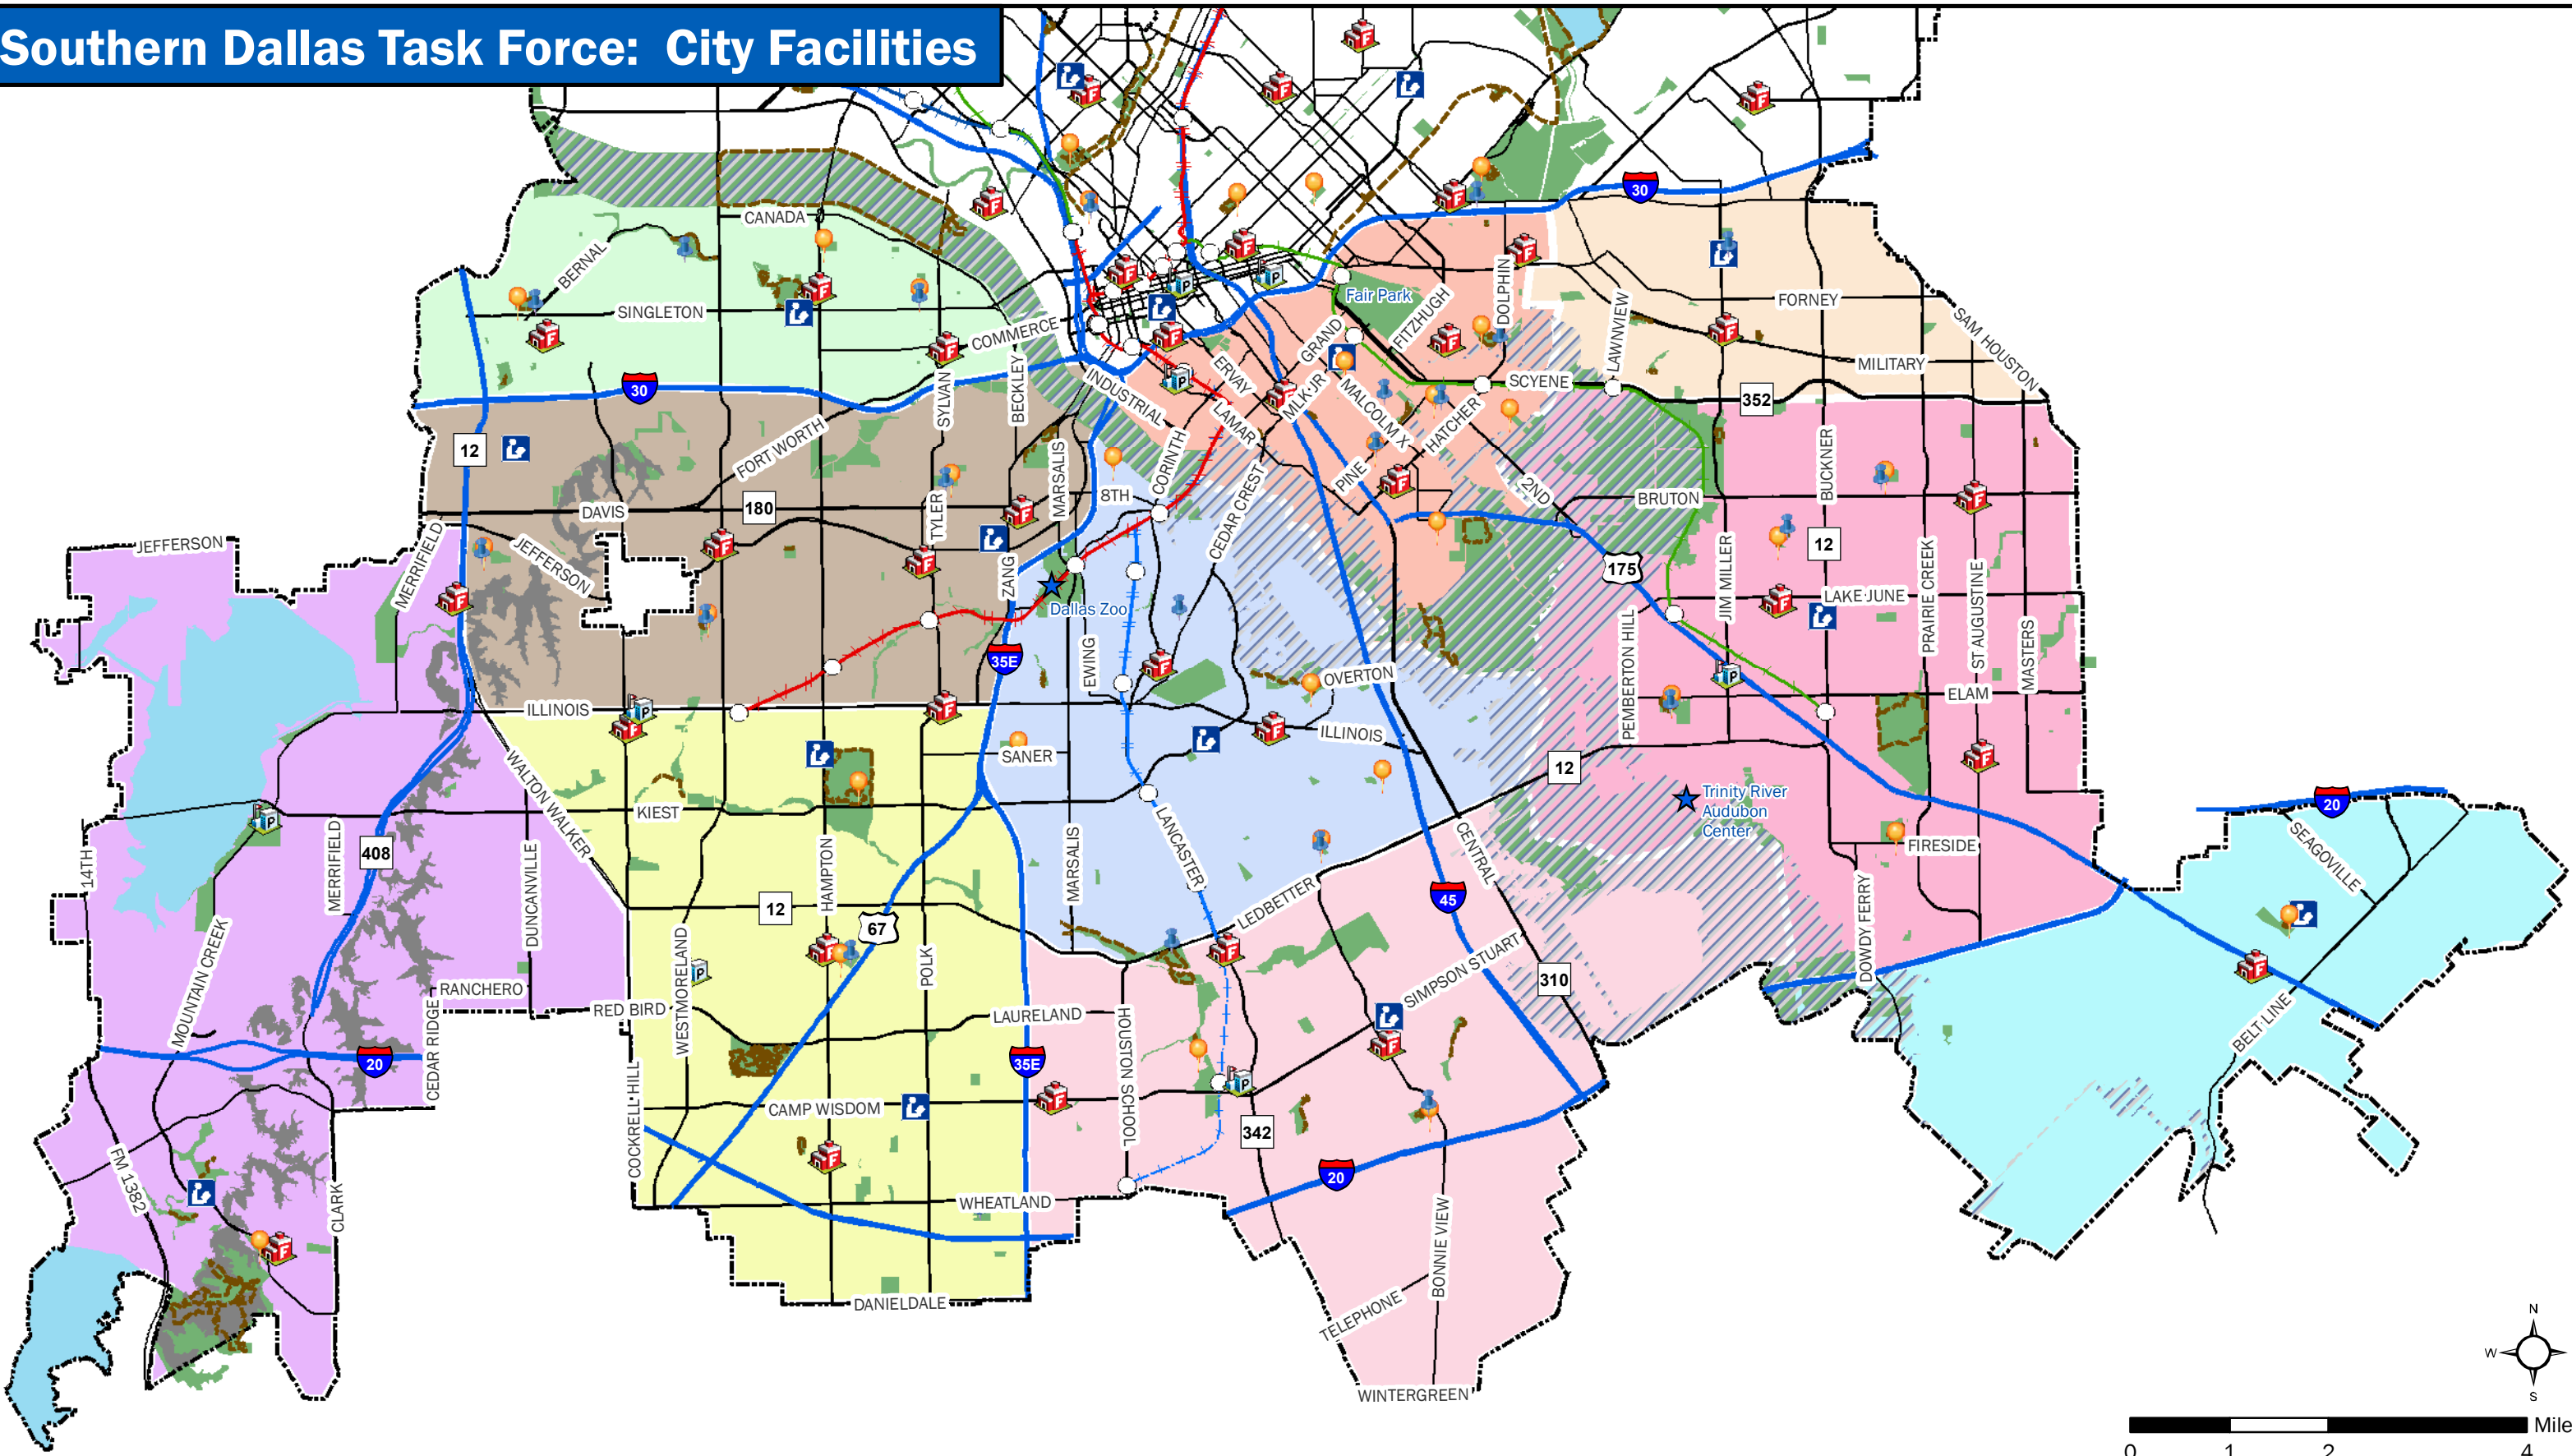 Southern Dallas Task Force: City Facilities
30
CANADA
BERNAL
SINGLETON
COMMERCE
Fair Park
FITZHUGH
DOLPHIN
LAWNVIEW
FORNEY
SAM HOUSTON
MILITARY
GRAND
ERVAY
MLK JR
MALCOLM X
SCYENE
352
30
SYLVAN
BECKLEY
INDUSTRIAL
LAMAR
HATCHER
12
FORT WORTH
MARSALIS
CORINTH
CEDAR CREST
PINE
2ND
BRUTON
BUCKNER
DAVIS
180
TYLER
8TH
JEFFERSON
MERRIFIELD
JEFFERSON
ZANG
12
175
JIM MILLER
LAKE JUNE
PRAIRIE CREEK
ST AUGUSTINE
MASTERS
Dallas Zoo
EWING
35E
OVERTON
PEMBERTON HILL
ELAM
ILLINOIS
ILLINOIS
SANER
WALTON WALKER
12
KIEST
LANCASTER
CENTRAL
Trinity River
Audubon
Center
20
SEAGOVILLE
FIRESIDE
14TH
MERRIFIELD
408
DUNCANVILLE
HAMPTON
MARSALIS
LEDBETTER
45
12
67
DOWDY FERRY
MOUNTAIN CREEK
WESTMORELAND
POLK
SIMPSON STUART
310
RANCHERO
RED BIRD
LAURELAND
HOUSTON SCHOOL
BELT LINE
20
CEDAR RIDGE
35E
COCKRELL HILL
CAMP WISDOM
342
FM 1382
CLARK
20
WHEATLAND
BONNIE VIEW
DANIELDALE
TELEPHONE
WINTERGREEN
N
W
S
Mile
0 1 2 4